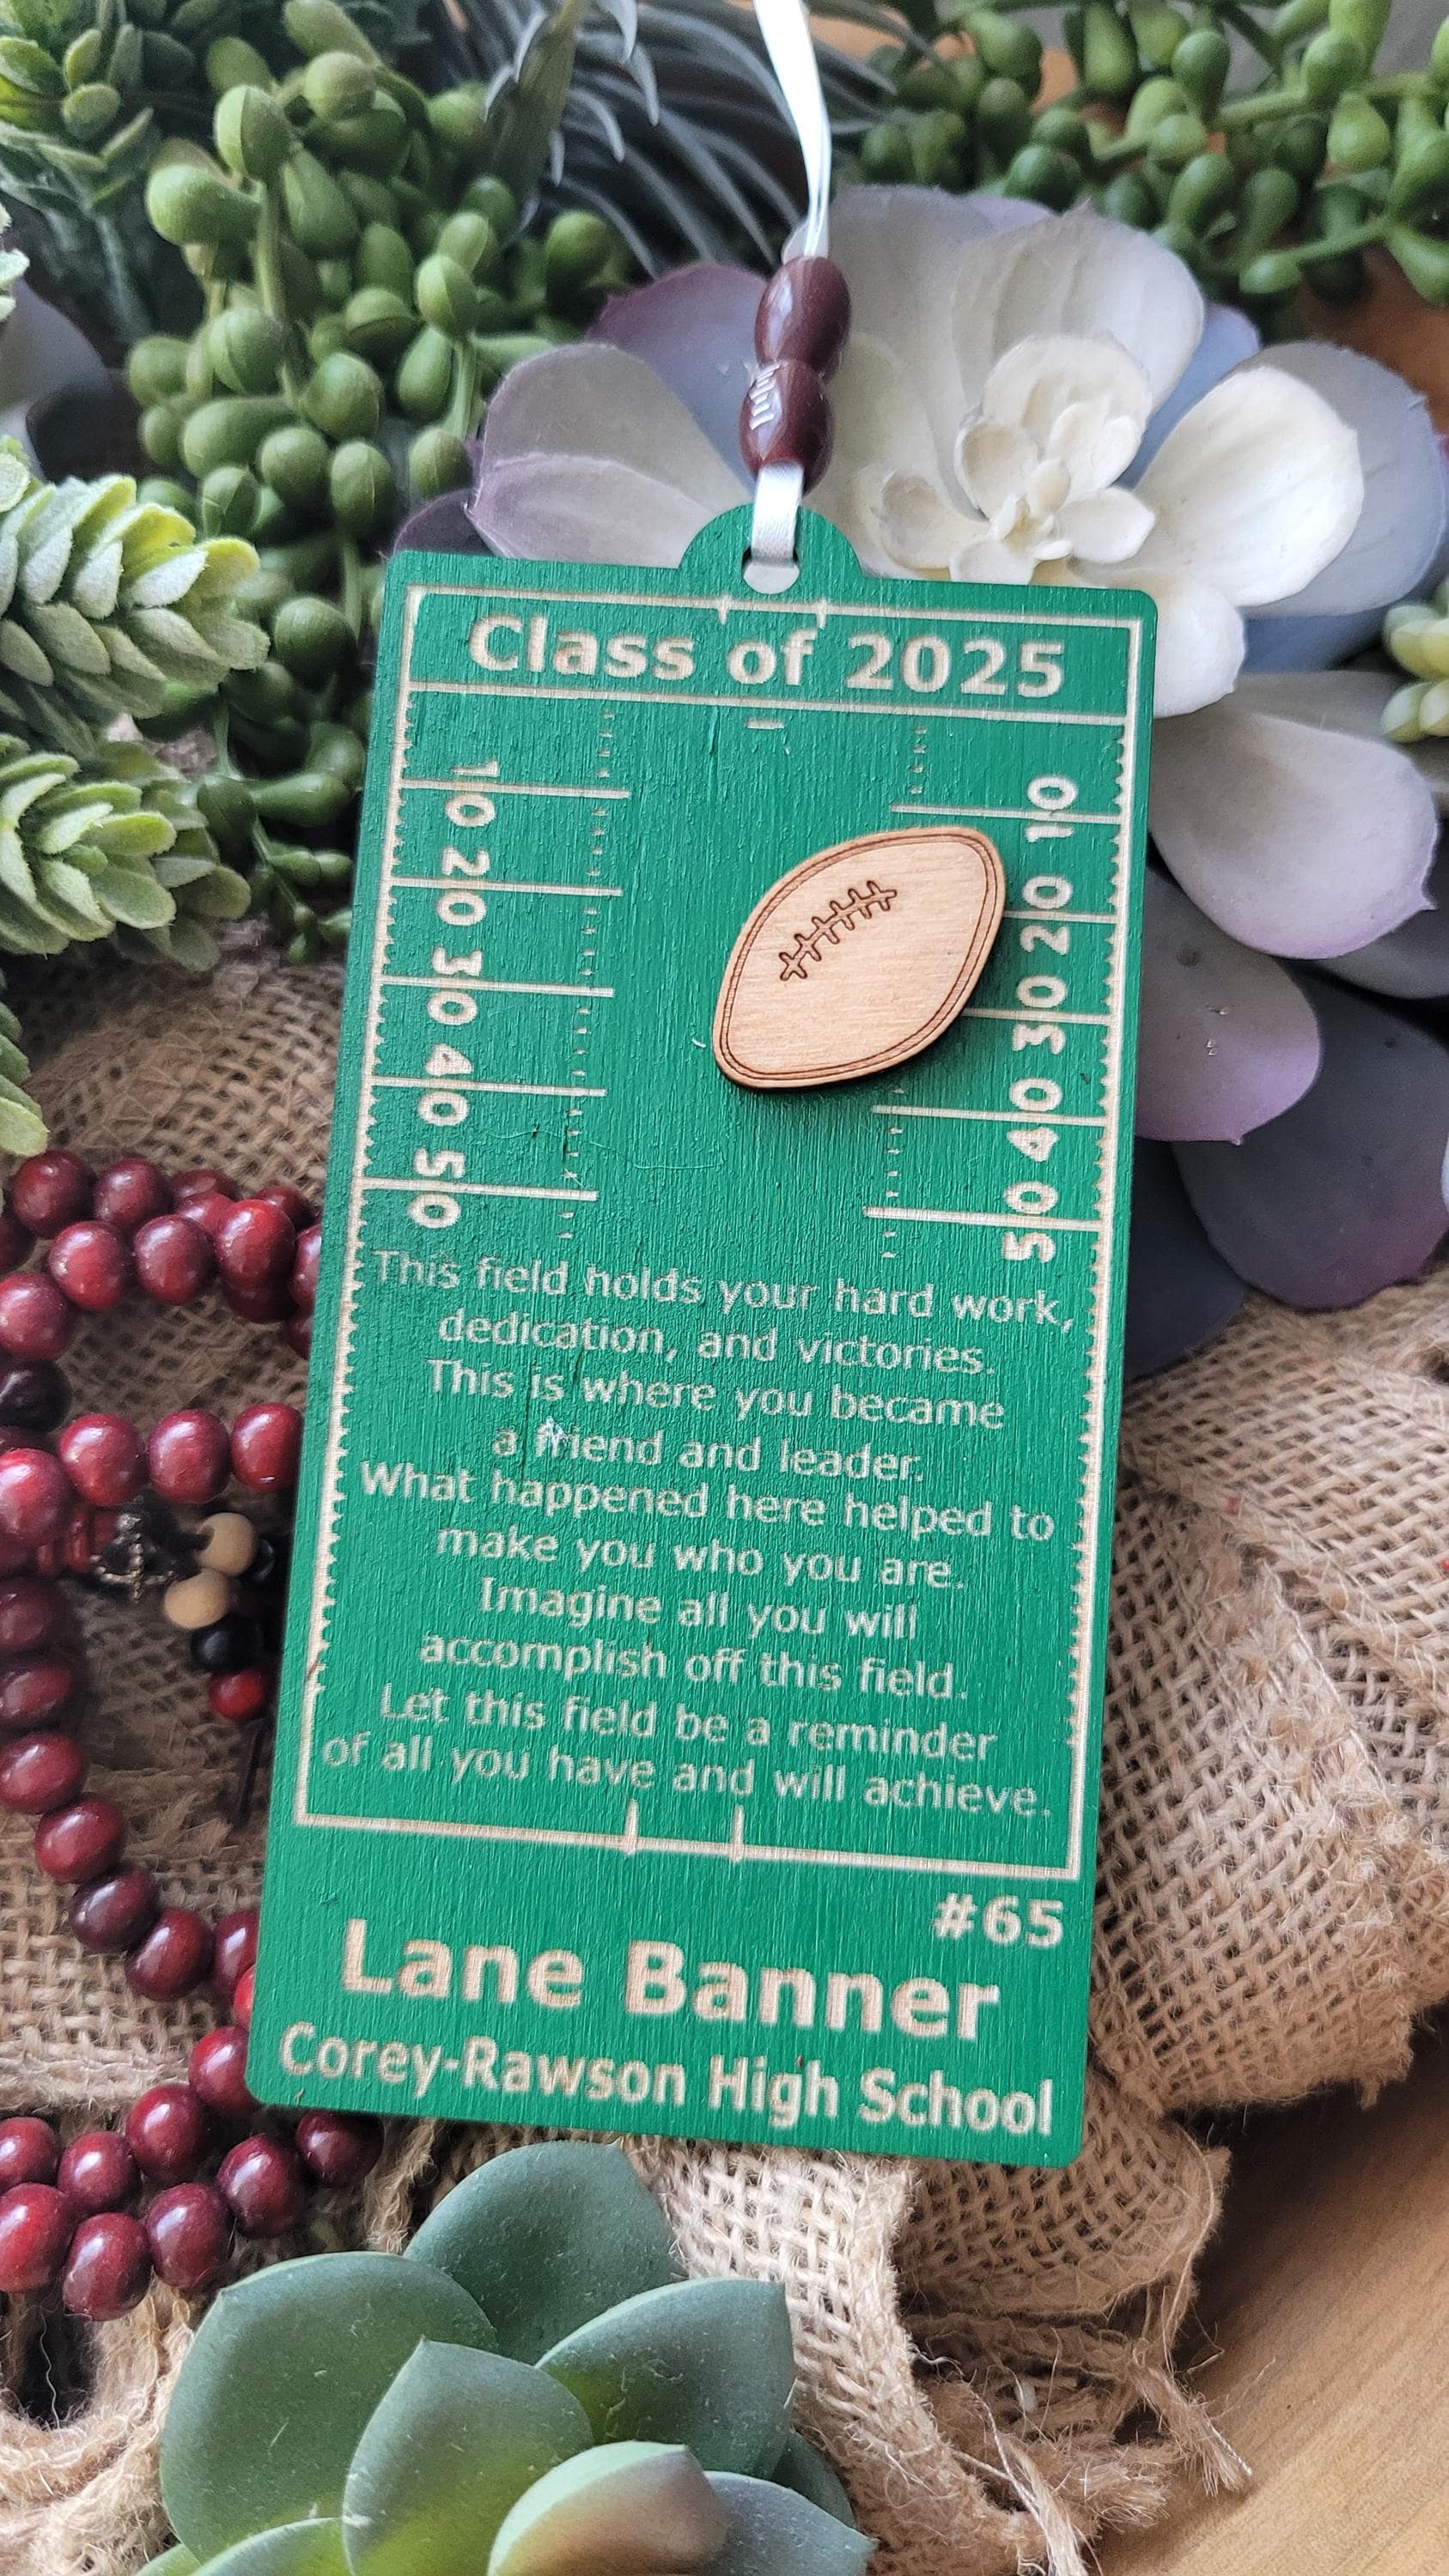 Class of 2025
10 10
20 20
30 30
40 40
50 50
This field holds your hard work,
dedication, and victories.
This is where you became
a friend and leader.
What happened here helped to
make you who you are.
Imagine all you will
accomplish off this field.
Let this field be a reminder
of all you have and will achieve.
#65
Lane Banner
Corey-Rawson High School